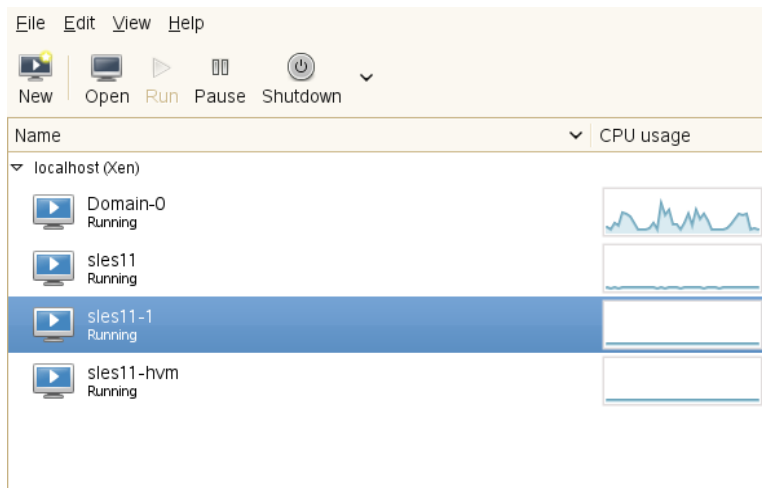 File Edit View Help
New Open Run Pause Shutdown
Name CPU usage
localhost (Xen)
Domain-0
Running
sles11
Running
sles11-1
Running
sles11-hvm
Running